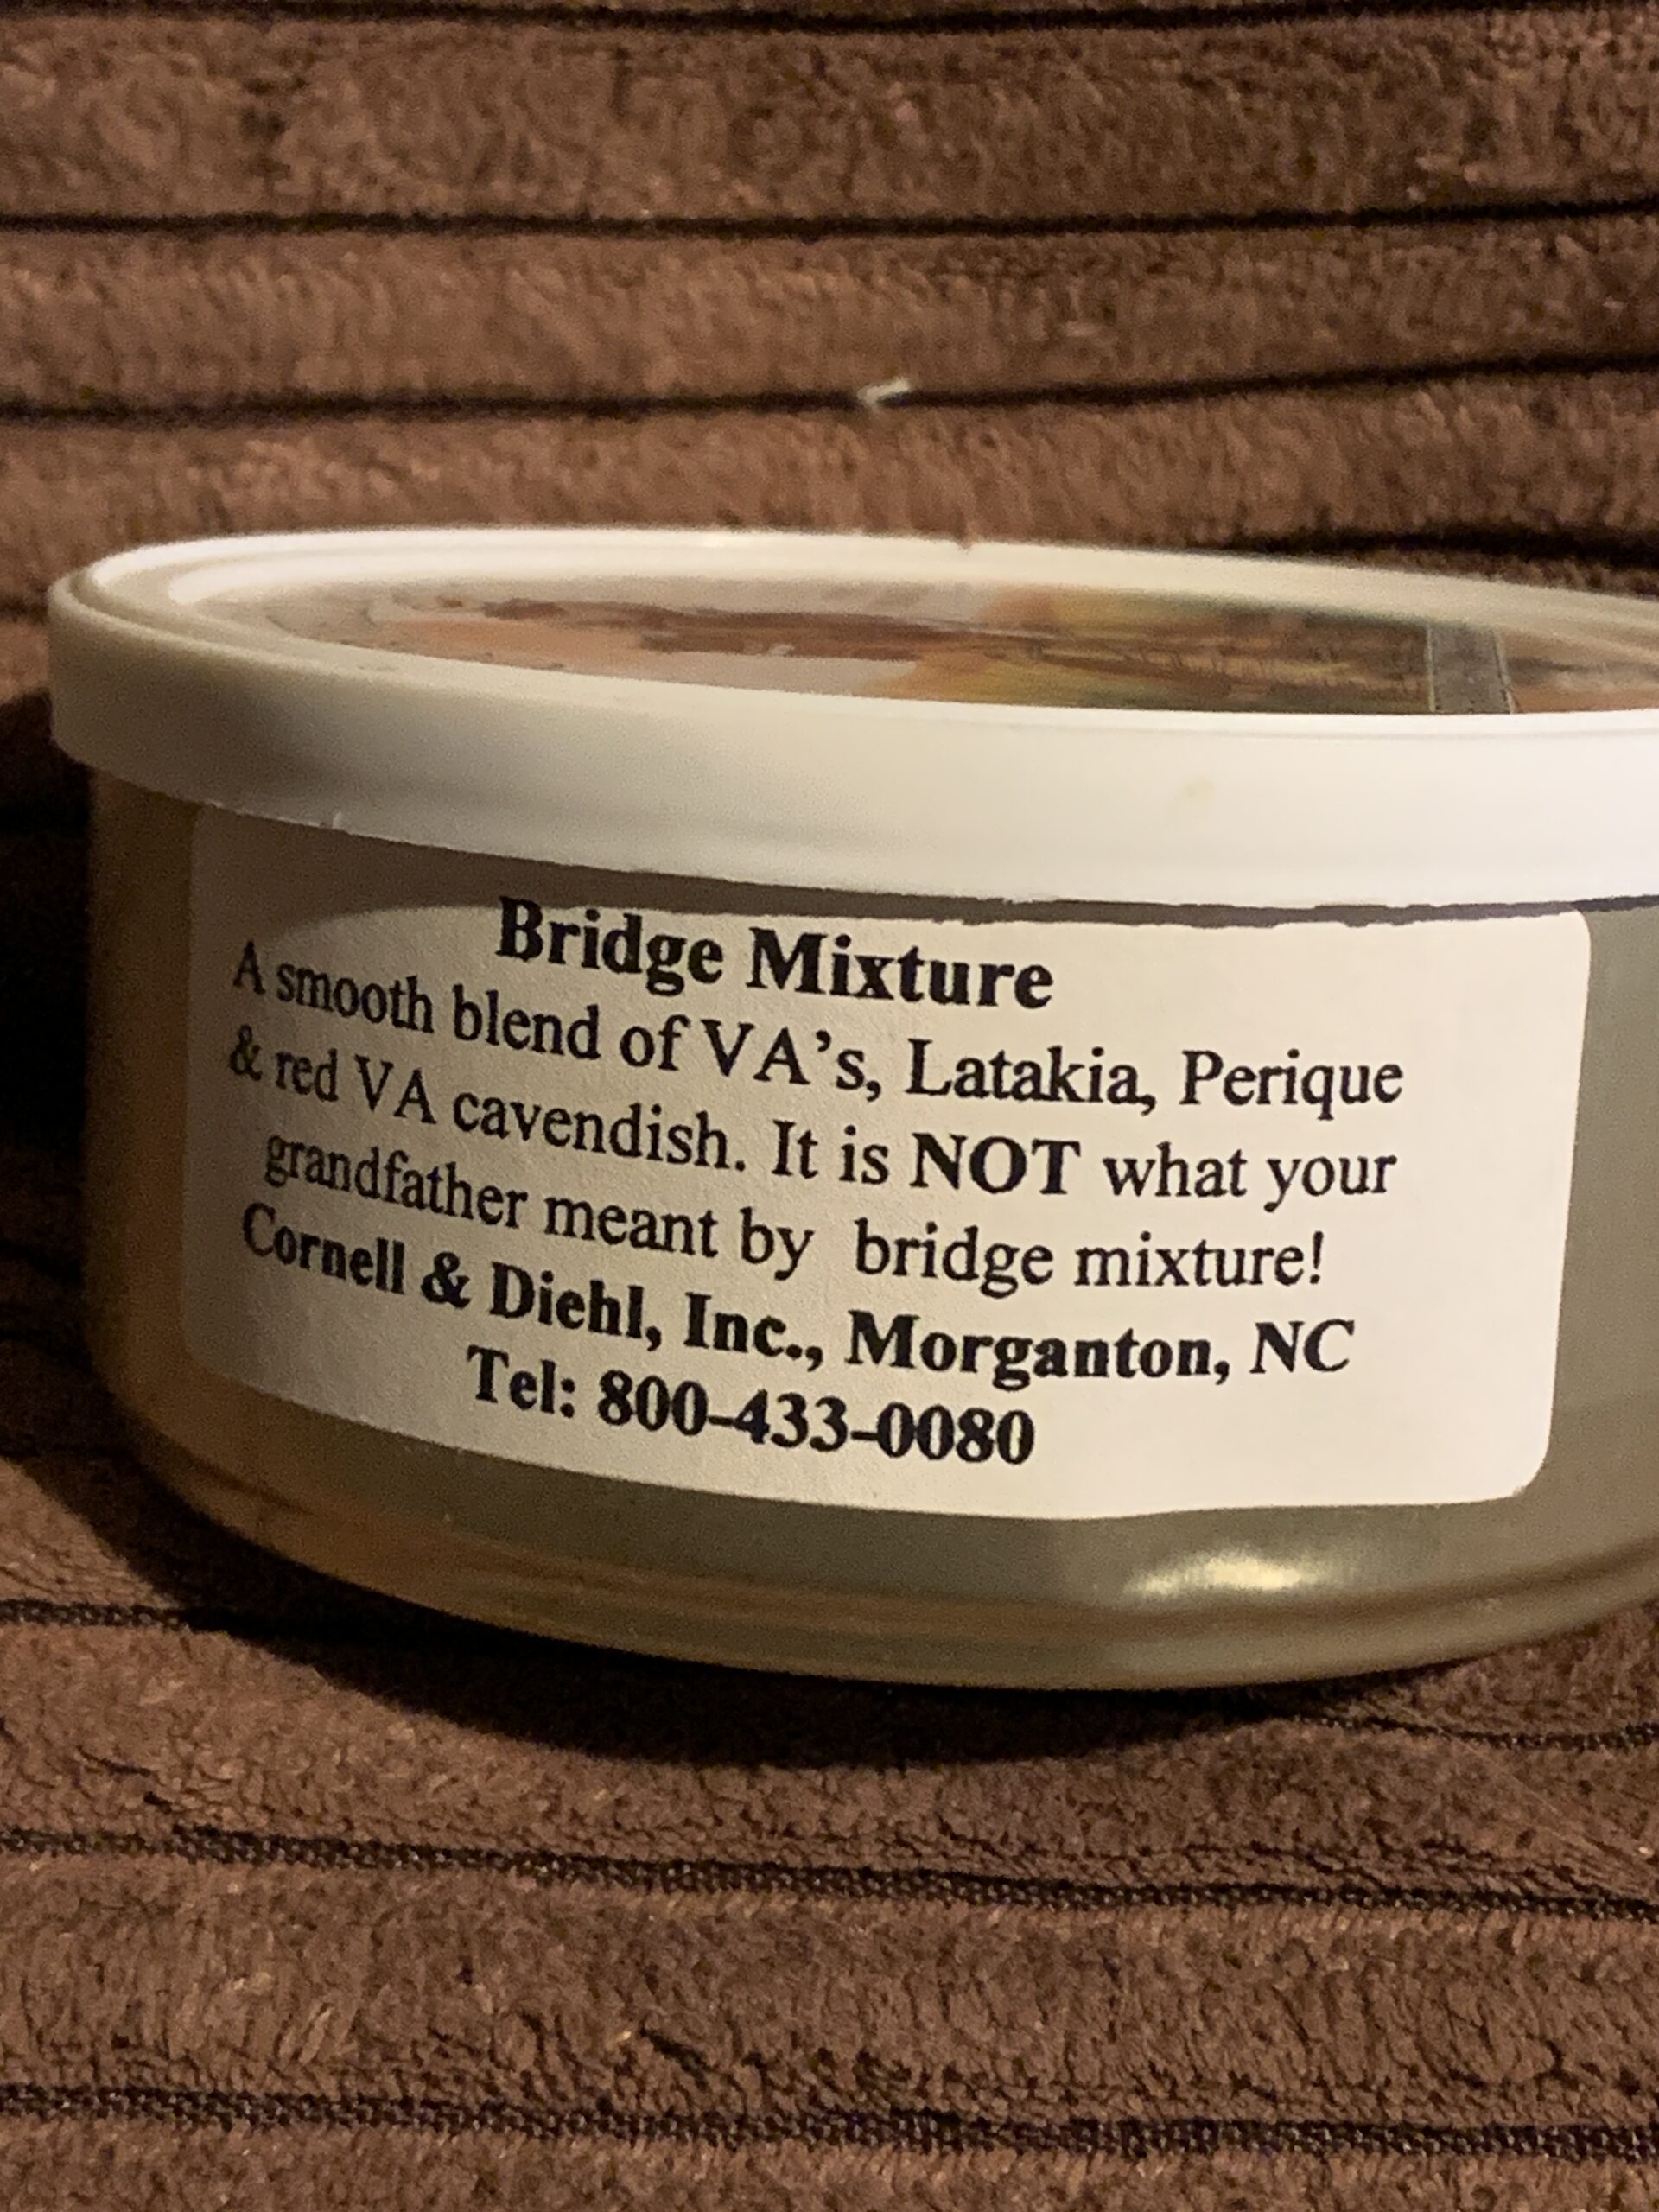 Bridge Mixture
A smooth blend of VA's, Latakia, Perique
& red VA cavendish. It is NOT what your
grandfather meant by bridge mixture!
Cornell & Diehl, Inc., Morganton, NC
Tel: 800-433-0080